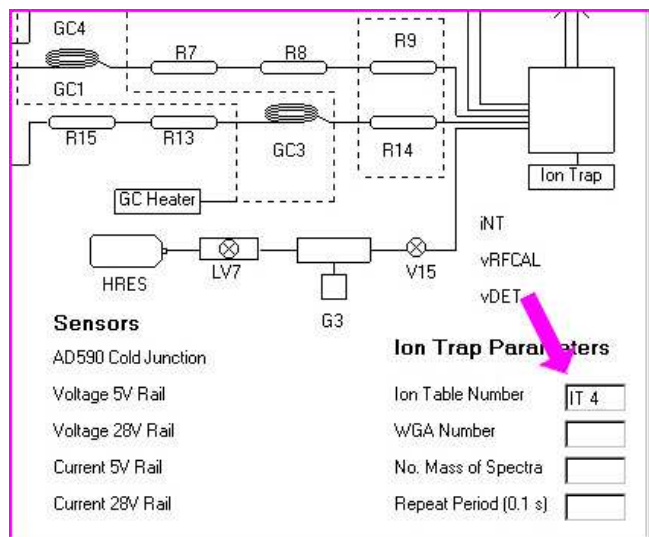 GC4
R7
R8
R9
GC1
R15
R13
GC3
R14
Ion Trap
GC Heater
iNT
HRES
LV7
V15
vRFCAL
vDET
G3
Sensors
AD590 Cold Junction
Voltage 5V Rail
Voltage 28V Rail
Current 5V Rail
Current 28V Rail
Ion Trap Parameters
Ion Table Number IT 4
WGA Number
No. Mass of Spectra
Repeat Period (0.1 s)